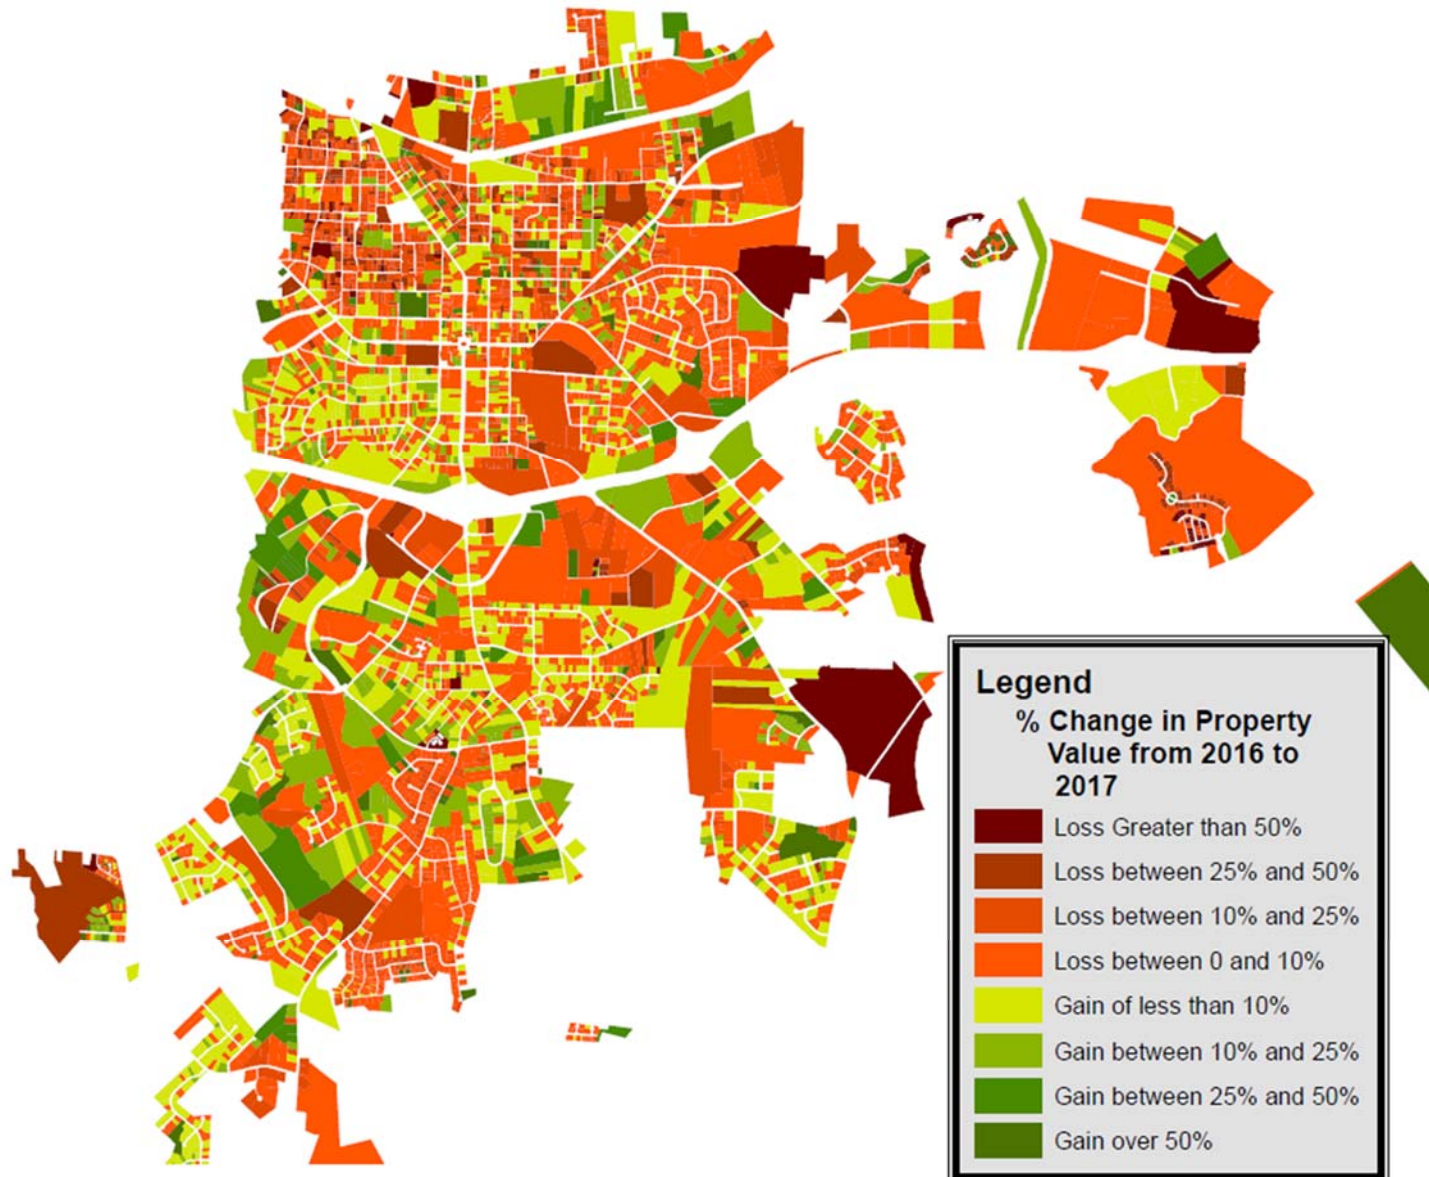 Legend
% Change in Property
Value from 2016 to
2017
Loss Greater than 50%
Loss between 25% and 50%
Loss between 10% and 25%
Loss between 0 and 10%
Gain of less than 10%
Gain between 10% and 25%
Gain between 25% and 50%
Gain over 50%